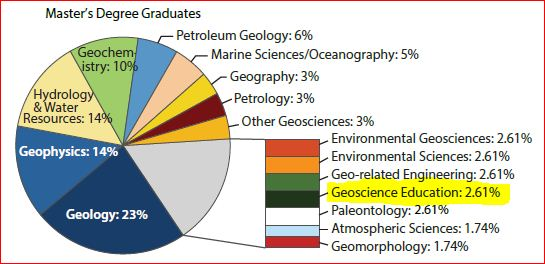 Master's Degree Graduates
Petroleum Geology: 6%
Marine Sciences/Oceanography: 5%
Geochem-
istry: 10%
Geography: 3%
Petrology: 3%
Hydrology
& Water
Resources: 14%
Other Geosciences: 3%
Environmental Geosciences: 2.61%
Environmental Sciences: 2.61%
Geo-related Engineering: 2.61%
Geoscience Education: 2.61%
Paleontology: 2.61%
Atmospheric Sciences: 1.74%
Geomorphology: 1.74%
Geophysics: 14%
Geology: 23%